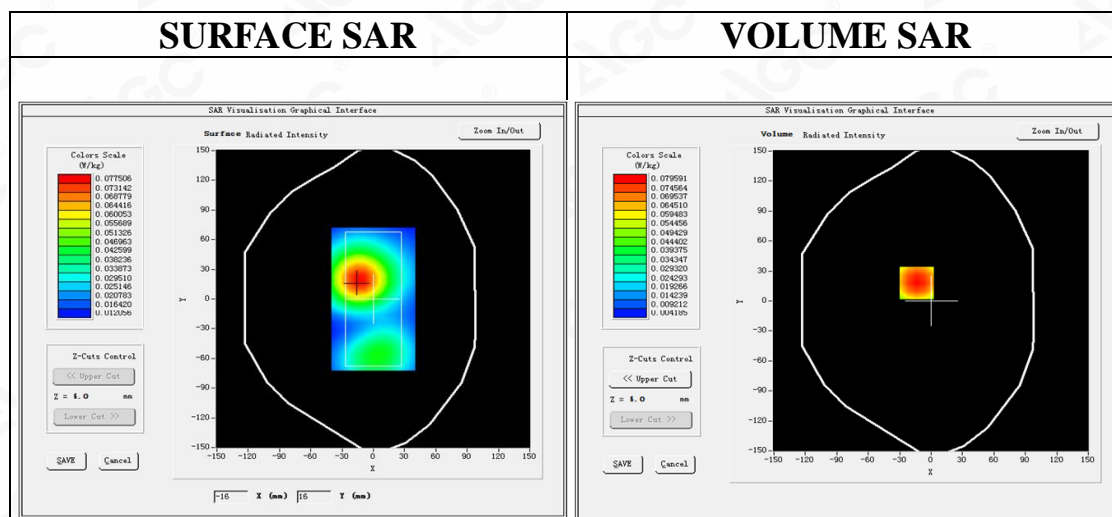 SURFACE SAR
VOLUME SAR
SAR Visualisation Graphical Interface
Surface Radiated Intensity
Zoom In/Out
Colors Scale
(W/kg)
0.077506
0.073142
0.068779
0.064416
0.060053
0.055689
0.051326
0.046963
0.042599
0.038236
0.033873
0.029510
0.025146
0.020783
0.016420
0.012056
150
90
60
30
0
-30
-60
-90
-120
-150
Y
-150 -120 -90 -60 -30 0 30 60 90 120 150
X
Z-Cuts Control
<< Upper Cut
Z = 4.0 mm
Lower Cut >>
SAVE
Cancel
-16 X (mm) 16 Y (mm)
SAR Visualisation Graphical Interface
Volume Radiated Intensity
Zoom In/Out
Colors Scale
(W/kg)
0.079591
0.074564
0.069537
0.064510
0.059483
0.054456
0.049429
0.044402
0.039375
0.034347
0.029320
0.024293
0.019266
0.014239
0.009212
0.004185
150
90
60
30
0
-30
-60
-90
-120
-150
Y
-150 -120 -90 -60 -30 0 30 60 90 120 150
X
Z-Cuts Control
<< Upper Cut
Z = 4.0 mm
Lower Cut >>
SAVE
Cancel
AGC